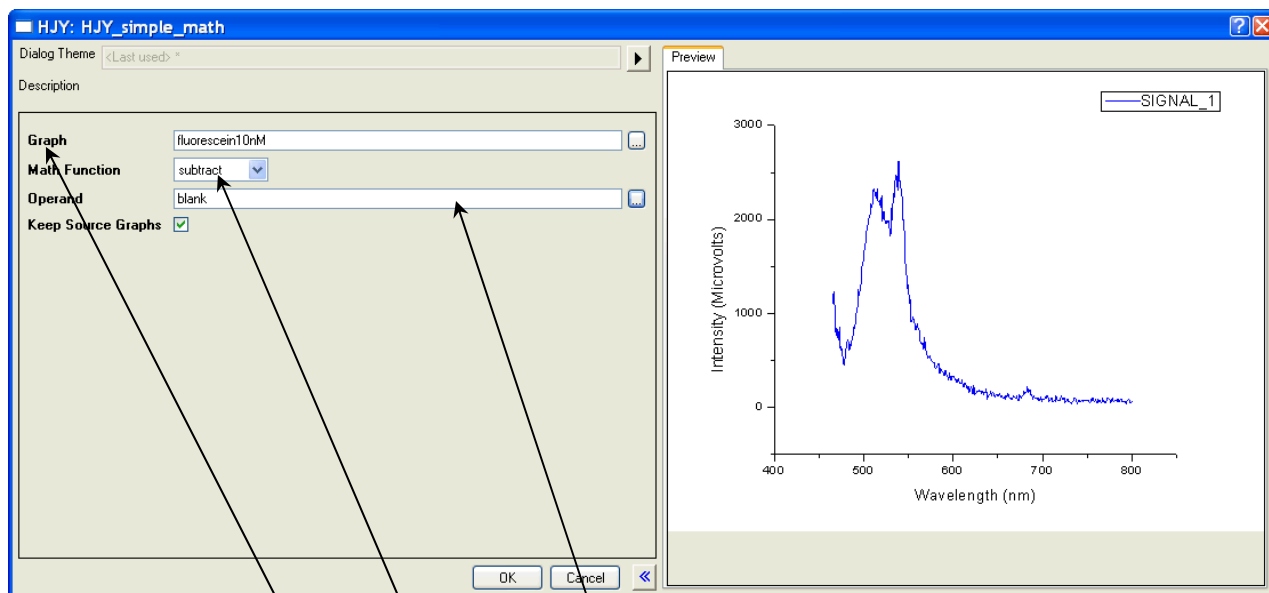 HJY: HJY_simple_math
Dialog Theme <Last used> *
Description
Graph fluorescein10nM ...
Math Function subtract
Operand blank ...
Keep Source Graphs
OK Cancel
Preview
SIGNAL_1
3000
2000
1000
0
Intensity (Microvolts)
400 500 600 700 800
Wavelength (nm)